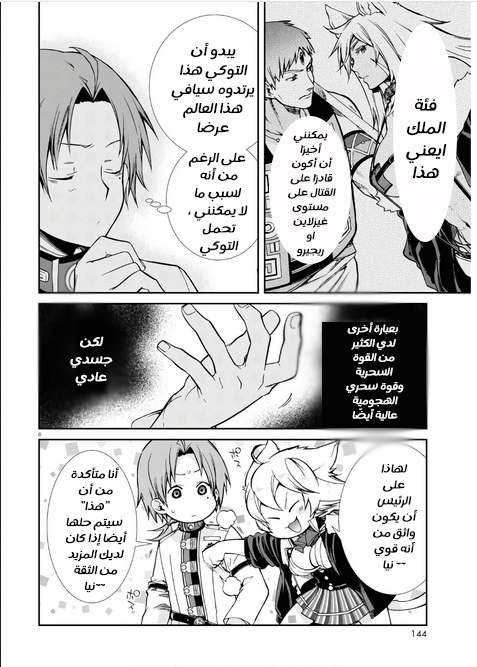 فئة
الملك
ايعني
هذا
يمكنني
أخيرا
أن أكون
قادرا على
القتال على
مستوى
غيزلاين
او
ريجيرو
يبدو أن
التوكي هذا
يرتدوه سيافي
هذا العالم
عرضا
على الرغم
من أنه
لسبب ما
لا يمكنني ،
تحمل
التوكي
بعبارة أخرى
لدي الكثير
من القوة
السحرية
وقوة سحري
الهجومية
عالية أيضًا
لكن
جسدي
عادي
لهاذا
على
الرئيس
أن يكون
واثق من
أنه قوي
~~ نيا
أنا متأكدة
من أن
"هذا"
سيتم حلها
أيضا إذا كان
لديك المزيد
من الثقة
~~نيا
144